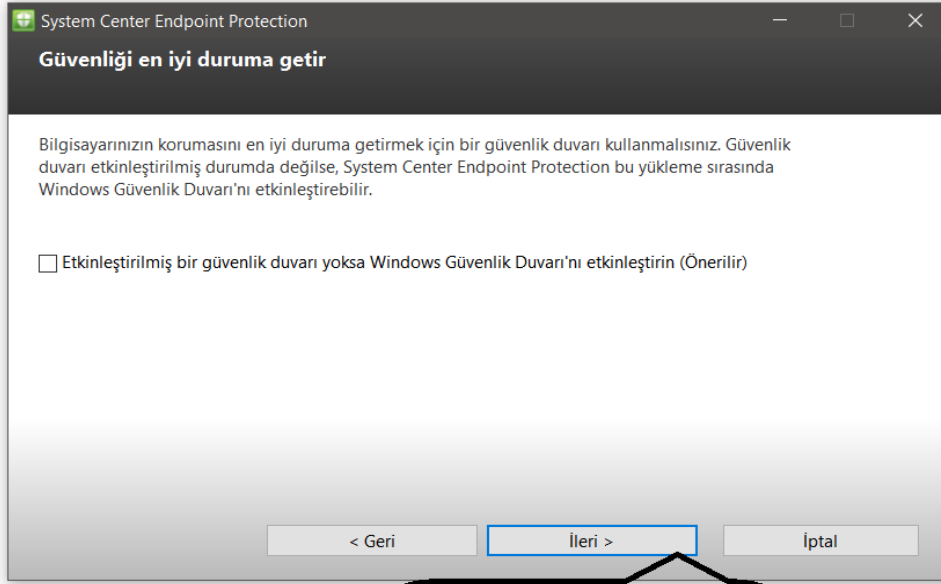 System Center Endpoint Protection
Güvenliği en iyi duruma getir
Bilgisayarınızın korumasını en iyi duruma getirmek için bir güvenlik duvarı kullanmalısınız. Güvenlik
duvarı etkinleştirilmiş durumda değilse, System Center Endpoint Protection bu yükleme sırasında
Windows Güvenlik Duvarı'nı etkinleştirebilir.
Etkinleştirilmiş bir güvenlik duvarı yoksa Windows Güvenlik Duvarı'nı etkinleştirin (Önerilir)
< Geri İleri > İptal